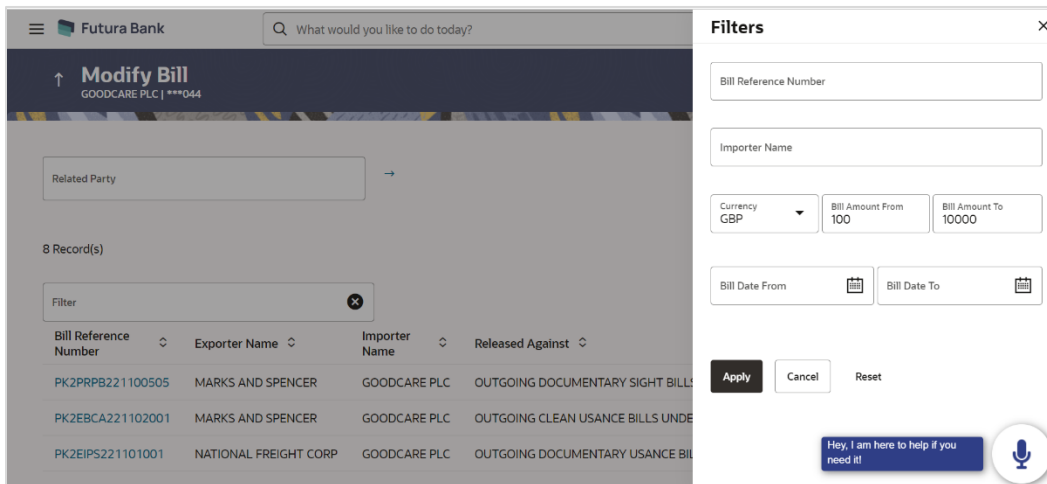 Futura Bank
What would you like to do today?
Modify Bill
GOODCARE PLC | ***044
Related Party
8 Record(s)
Filter
Bill Reference Number
Exporter Name
Importer Name
Released Against
PK2PRPB221100505 MARKS AND SPENCER GOODCARE PLC OUTGOING DOCUMENTARY SIGHT BILLS
PK2EBCA221102001 MARKS AND SPENCER GOODCARE PLC OUTGOING CLEAN USANCE BILLS UNDE
PK2EIPS221101001 NATIONAL FREIGHT CORP GOODCARE PLC OUTGOING DOCUMENTARY USANCE BIL
Filters
Bill Reference Number
Importer Name
Currency
GBP
Bill Amount From
100
Bill Amount To
10000
Bill Date From
Bill Date To
Apply Cancel Reset
Hey, I am here to help if you
need it!